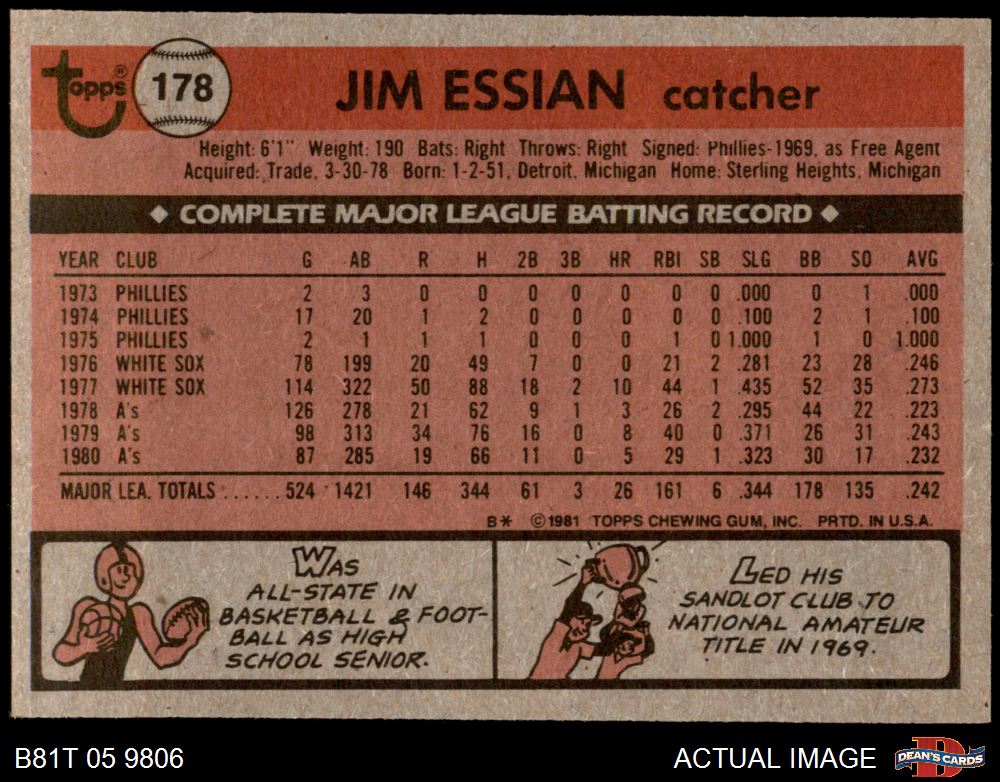 topps® 178 JIM ESSIAN catcher
Height: 6'1" Weight: 190 Bats: Right Throws: Right Signed: Phillies-1969, as Free Agent
Acquired: Trade, 3-30-78 Born: 1-2-51, Detroit, Michigan Home: Sterling Heights, Michigan
◆ COMPLETE MAJOR LEAGUE BATTING RECORD ◆
YEAR CLUB G AB R H 2B 3B HR RBI SB SLG BB SO AVG
1973 PHILLIES 2 3 0 0 0 0 0 0 0 .000 0 1 .000
1974 PHILLIES 17 20 1 2 0 0 0 0 0 .100 2 1 .100
1975 PHILLIES 2 1 1 1 0 0 0 1 0 1.000 1 0 1.000
1976 WHITE SOX 78 199 20 49 7 0 0 21 2 .281 23 28 .246
1977 WHITE SOX 114 322 50 88 18 2 10 44 1 .435 52 35 .273
1978 A's 126 278 21 62 9 1 3 26 2 .295 44 22 .223
1979 A's 98 313 34 76 16 0 8 40 0 .371 26 31 .243
1980 A's 87 285 19 66 11 0 5 29 1 .323 30 17 .232
MAJOR LEA. TOTALS ......524 1421 146 344 61 3 26 161 6 .344 178 135 .242
B* ©1981 TOPPS CHEWING GUM, INC. PRTD. IN U.S.A.
WAS
ALL-STATE IN
BASKETBALL & FOOT-
BALL AS HIGH
SCHOOL SENIOR.
LED HIS
SANDLOT CLUB TO
NATIONAL AMATEUR
TITLE IN 1969.
B81T 05 9806 ACTUAL IMAGE DEAN'S CARDS